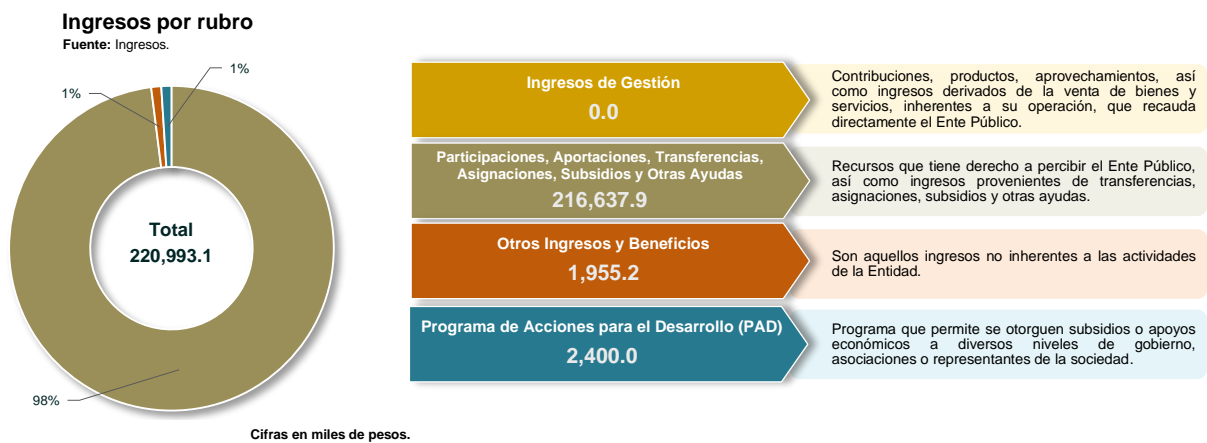 Ingresos por rubro
Fuente: Ingresos.
1%
1%
Total
220,993.1
98%
Cifras en miles de pesos.
Ingresos de Gestión
0.0
Contribuciones, productos, aprovechamientos, así
como ingresos derivados de la venta de bienes y
servicios, inherentes a su operación, que recauda
directamente el Ente Público.
Participaciones, Aportaciones, Transferencias,
Asignaciones, Subsidios y Otras Ayudas
216,637.9
Recursos que tiene derecho a percibir el Ente Público,
así como ingresos provenientes de transferencias,
asignaciones, subsidios y otras ayudas.
Otros Ingresos y Beneficios
1,955.2
Son aquellos ingresos no inherentes a las actividades
de la Entidad.
Programa de Acciones para el Desarrollo (PAD)
2,400.0
Programa que permite se otorguen subsidios o apoyos
económicos a diversos niveles de gobierno,
asociaciones o representantes de la sociedad.